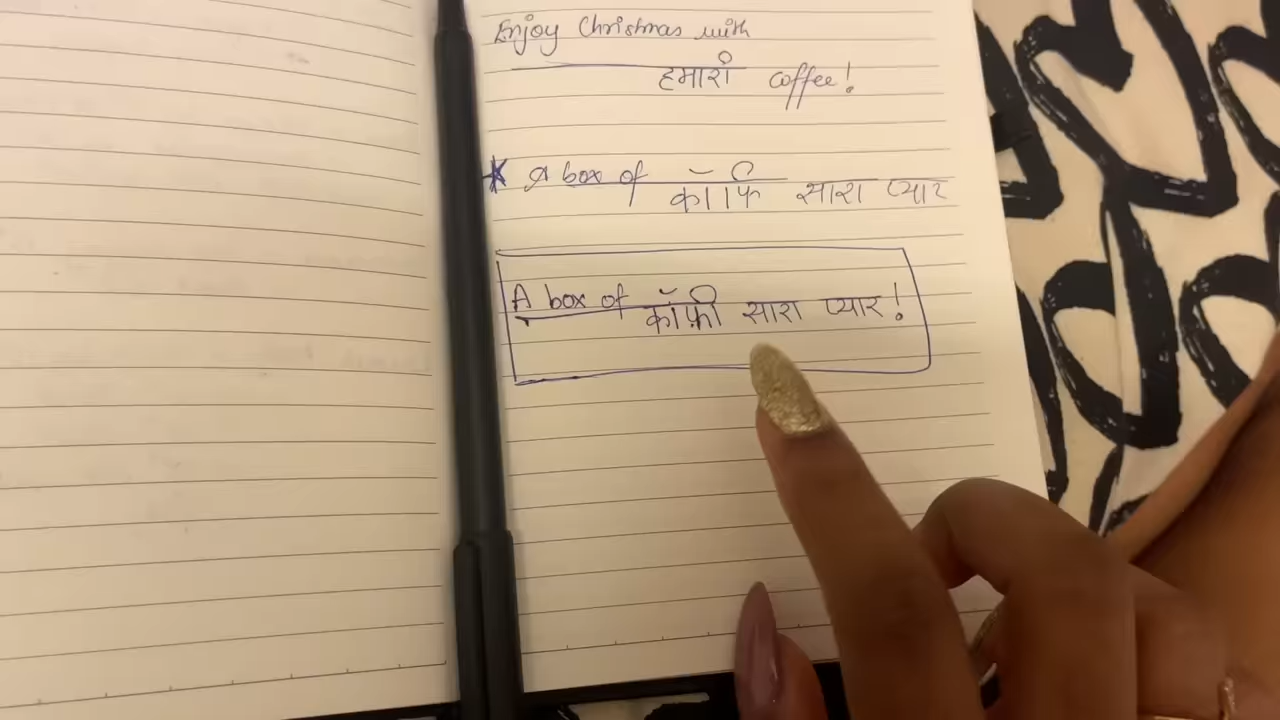 Enjoy Christmas with
हमारी coffee!
* A box of कॉफि सारा प्यार
A box of कॉफ़ी सारा प्यार!